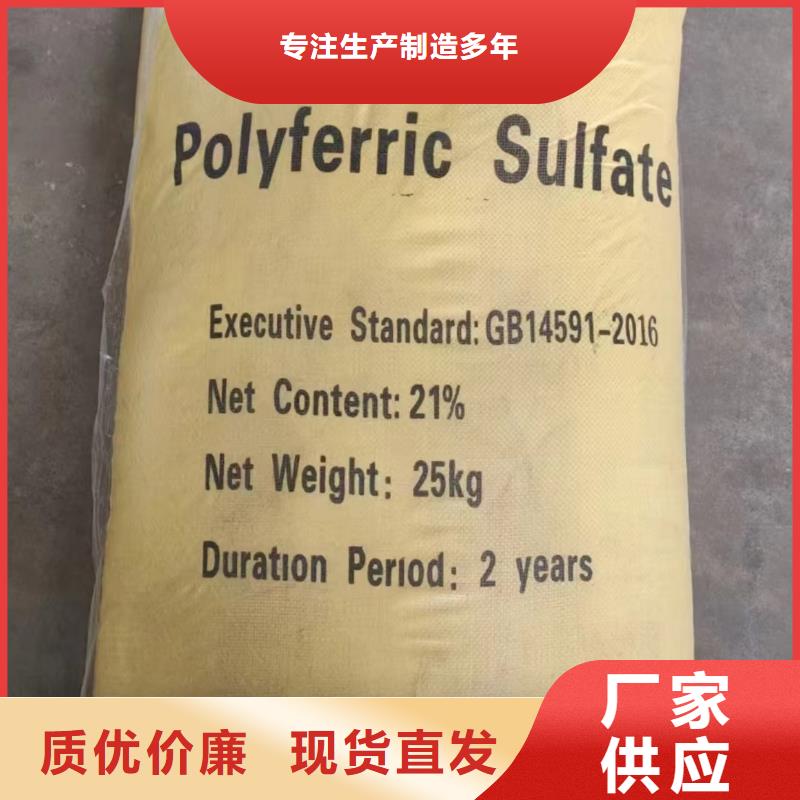 专注生产制造多年
Polyferric Sulfate
Executive Standard: GB14591-2016
Net Content: 21%
Net Weight: 25kg
Duration Period: 2 years
质优价廉 现货直发
厂家
供应